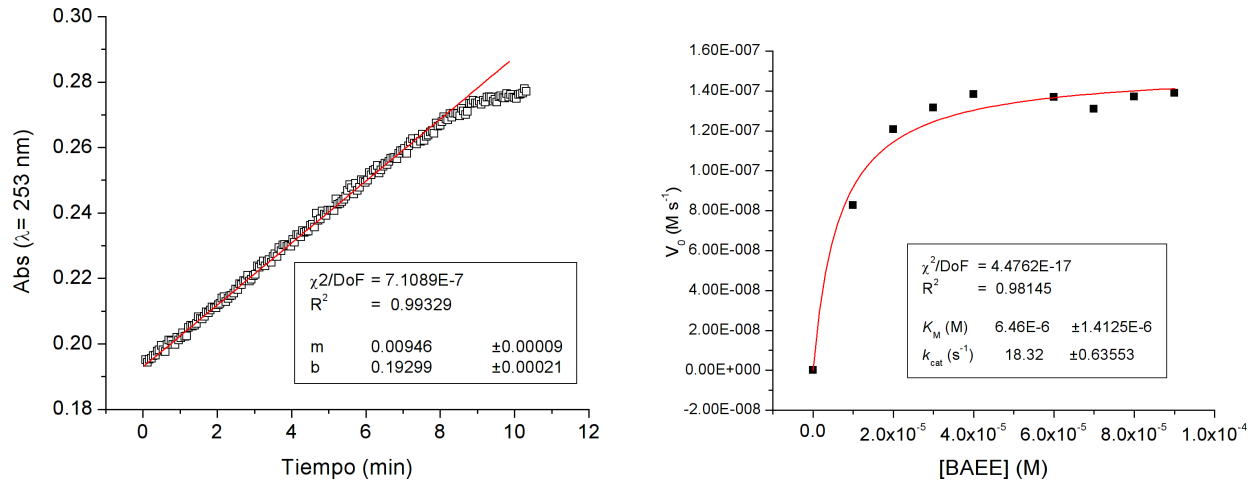 0.30
0.28
0.26
0.24
0.22
0.20
0.18
Abs (λ= 253 nm)
χ2/DoF = 7.1089E-7
R² = 0.99329
m 0.00946 ±0.00009
b 0.19299 ±0.00021
0 2 4 6 8 10 12
Tiempo (min)
1.60E-007
1.40E-007
1.20E-007
1.00E-007
8.00E-008
6.00E-008
4.00E-008
2.00E-008
0.00E+000
-2.00E-008
V₀ (M s⁻¹)
χ²/DoF = 4.4762E-17
R² = 0.98145
K_M (M) 6.46E-6 ±1.4125E-6
k_cat (s⁻¹) 18.32 ±0.63553
0.0 2.0x10⁻⁵ 4.0x10⁻⁵ 6.0x10⁻⁵ 8.0x10⁻⁵ 1.0x10⁻⁴
[BAEE] (M)